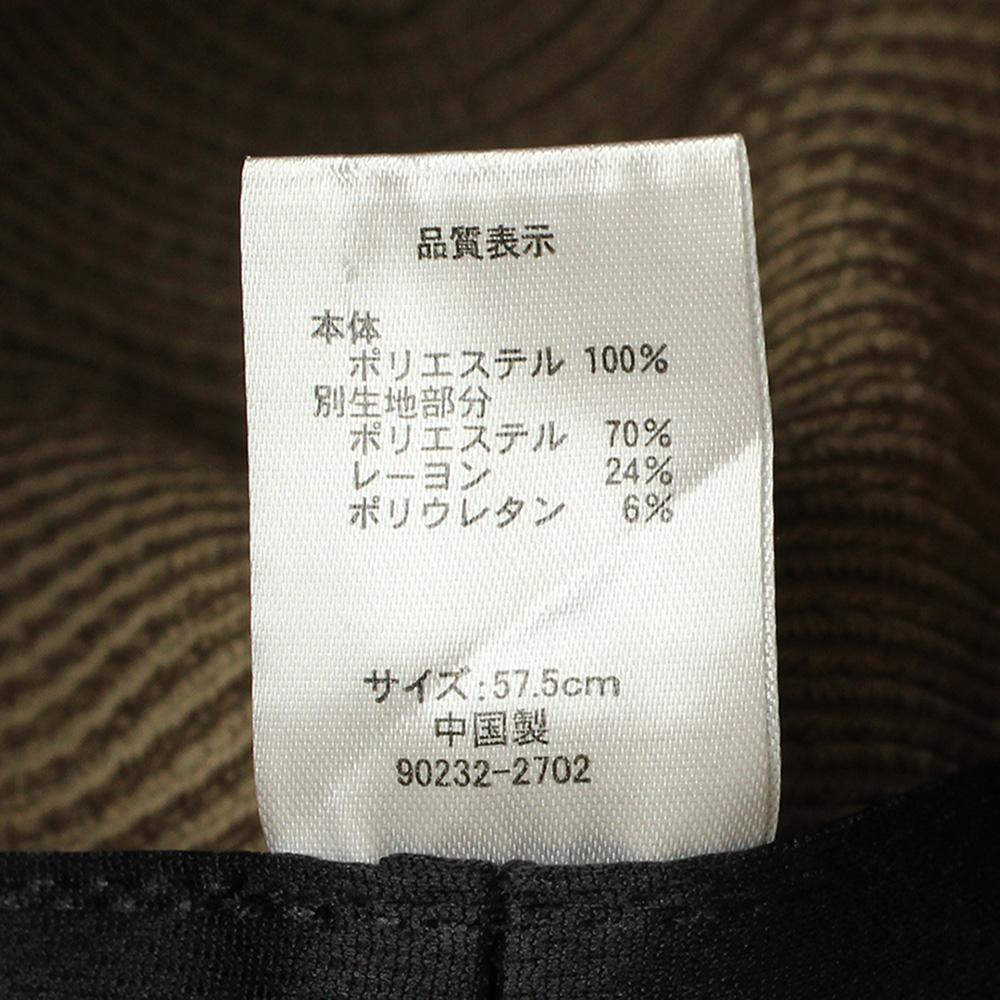 品質表示
本体
ポリエステル 100%
別生地部分
ポリエステル 70%
レーヨン 24%
ポリウレタン 6%
サイズ:57.5cm
中国製
90232-2702